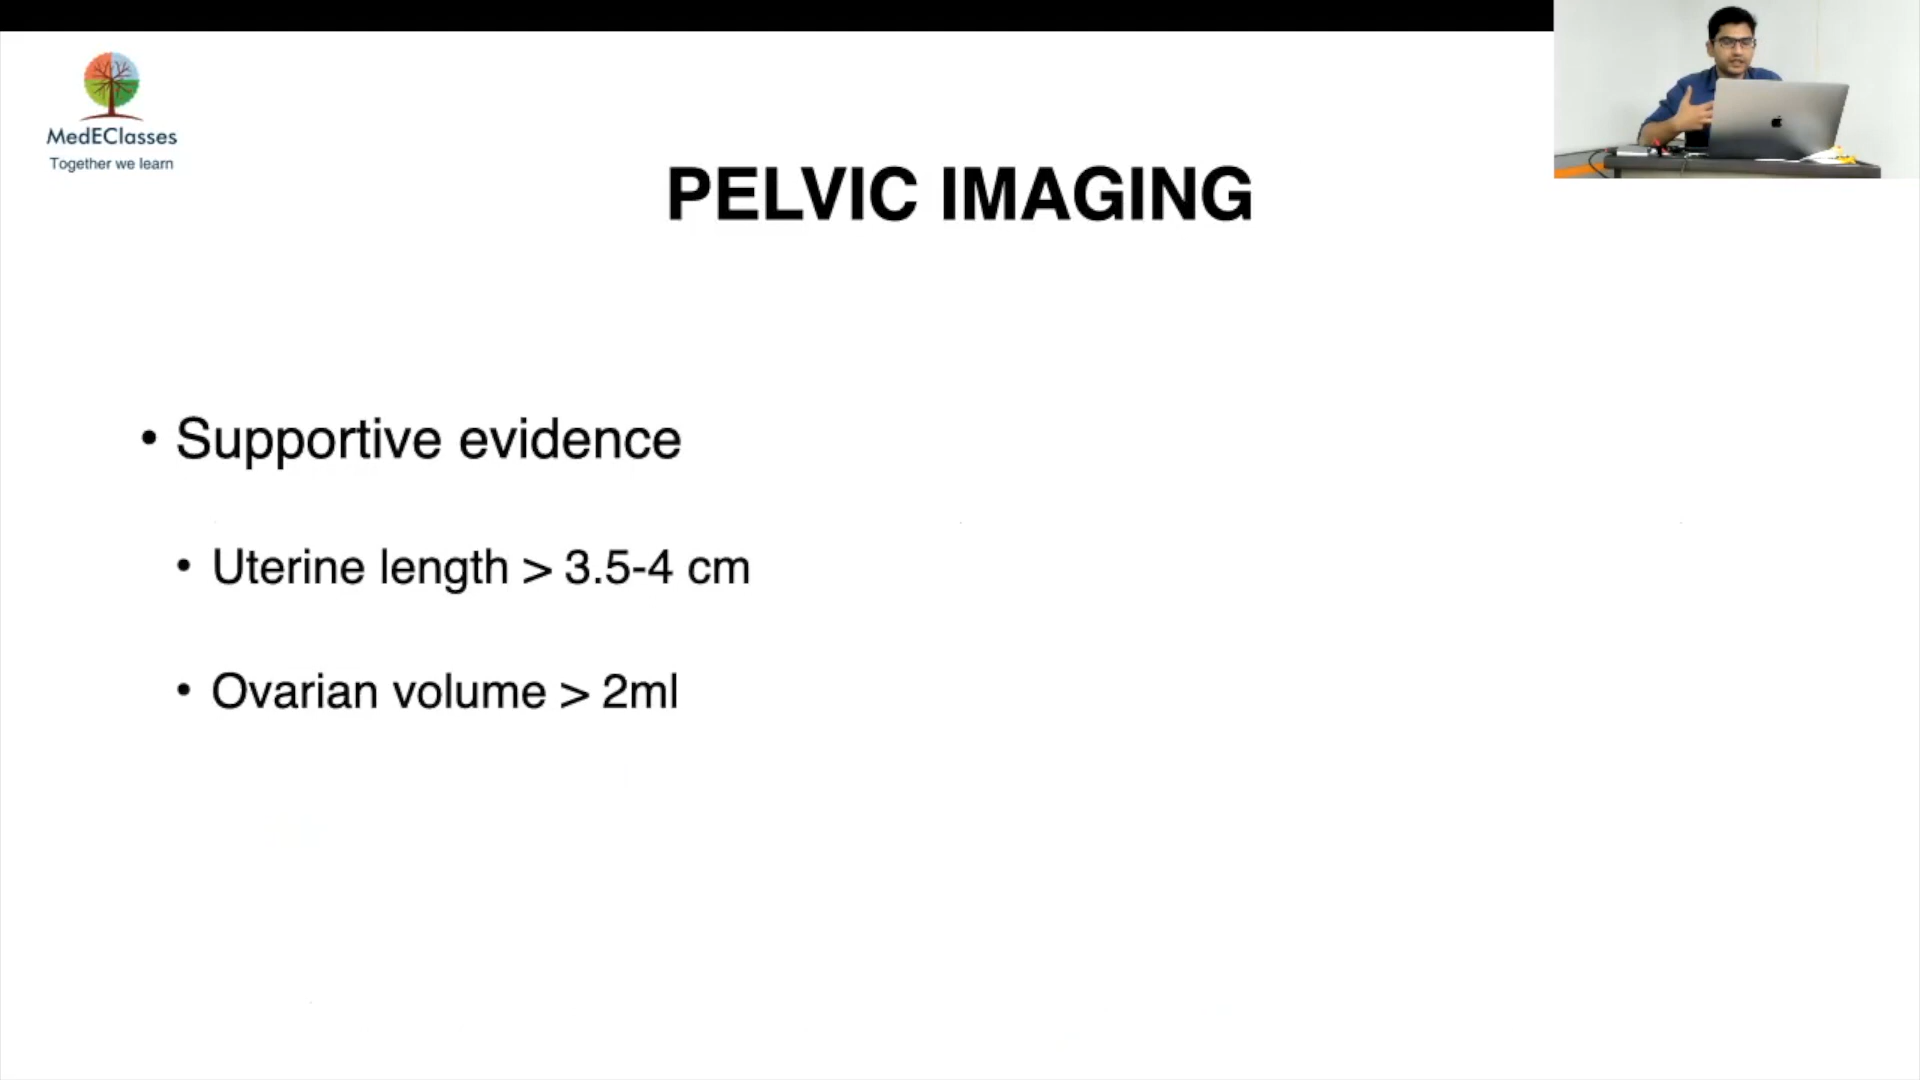 MedEClasses
Together we learn
PELVIC IMAGING
• Supportive evidence
• Uterine length > 3.5-4 cm
• Ovarian volume > 2ml